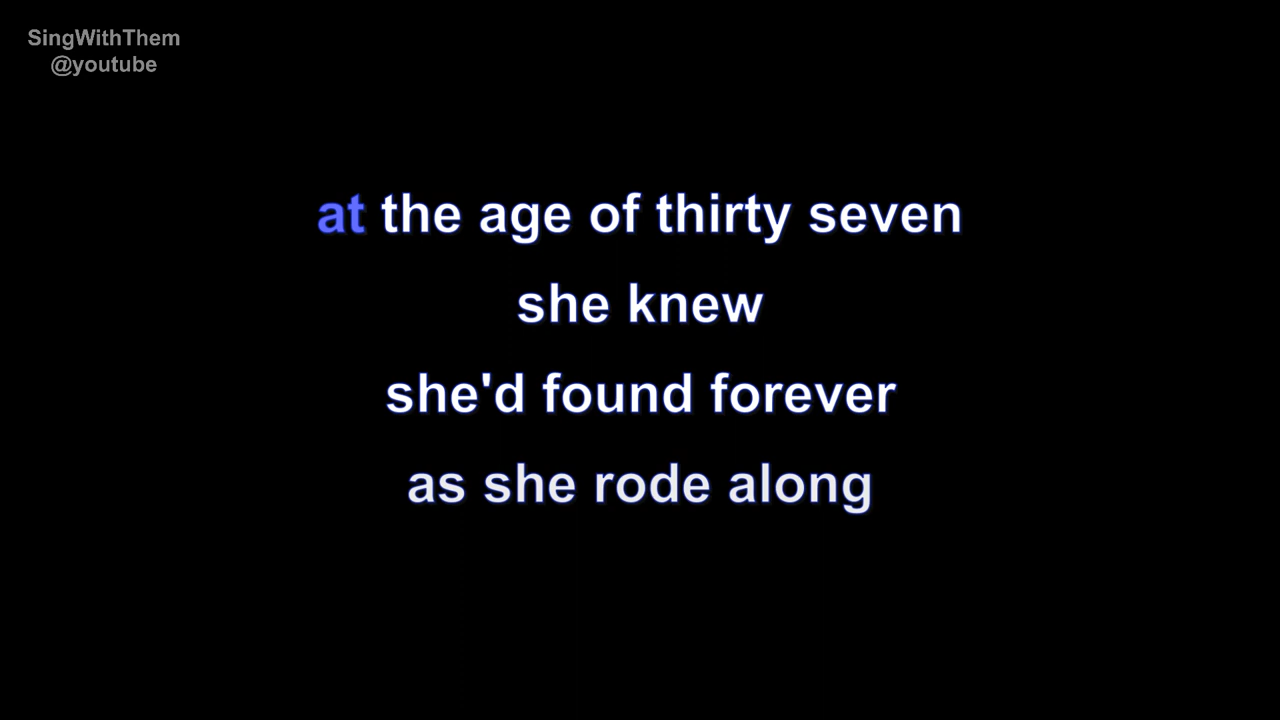 SingWithThem
@youtube
at the age of thirty seven
she knew
she'd found forever
as she rode along